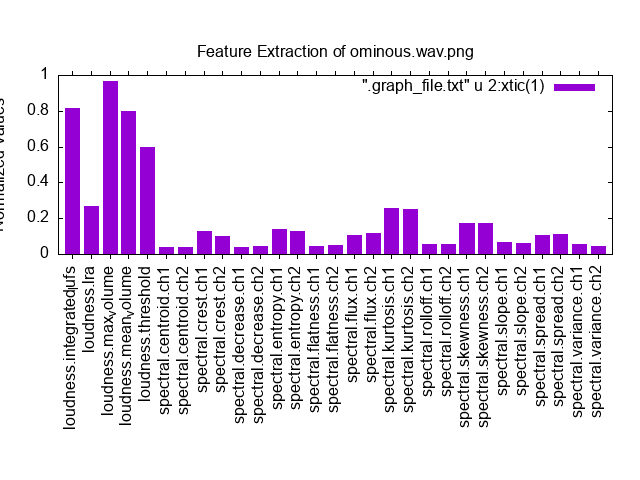 Feature Extraction of ominous.wav.png
".graph_file.txt" u 2:xtic(1)
1
0.8
0.6
0.4
0.2
0
Normalized Values
loudness.integratedlufs
loudness.lra
loudness.maxvolume
loudness.meanvolume
loudness.threshold
spectral.centroid.ch1
spectral.centroid.ch2
spectral.crest.ch1
spectral.crest.ch2
spectral.decrease.ch1
spectral.decrease.ch2
spectral.entropy.ch1
spectral.entropy.ch2
spectral.flatness.ch1
spectral.flatness.ch2
spectral.flux.ch1
spectral.flux.ch2
spectral.kurtosis.ch1
spectral.kurtosis.ch2
spectral.rolloff.ch1
spectral.rolloff.ch2
spectral.skewness.ch1
spectral.skewness.ch2
spectral.slope.ch1
spectral.slope.ch2
spectral.spread.ch1
spectral.spread.ch2
spectral.variance.ch1
spectral.variance.ch2